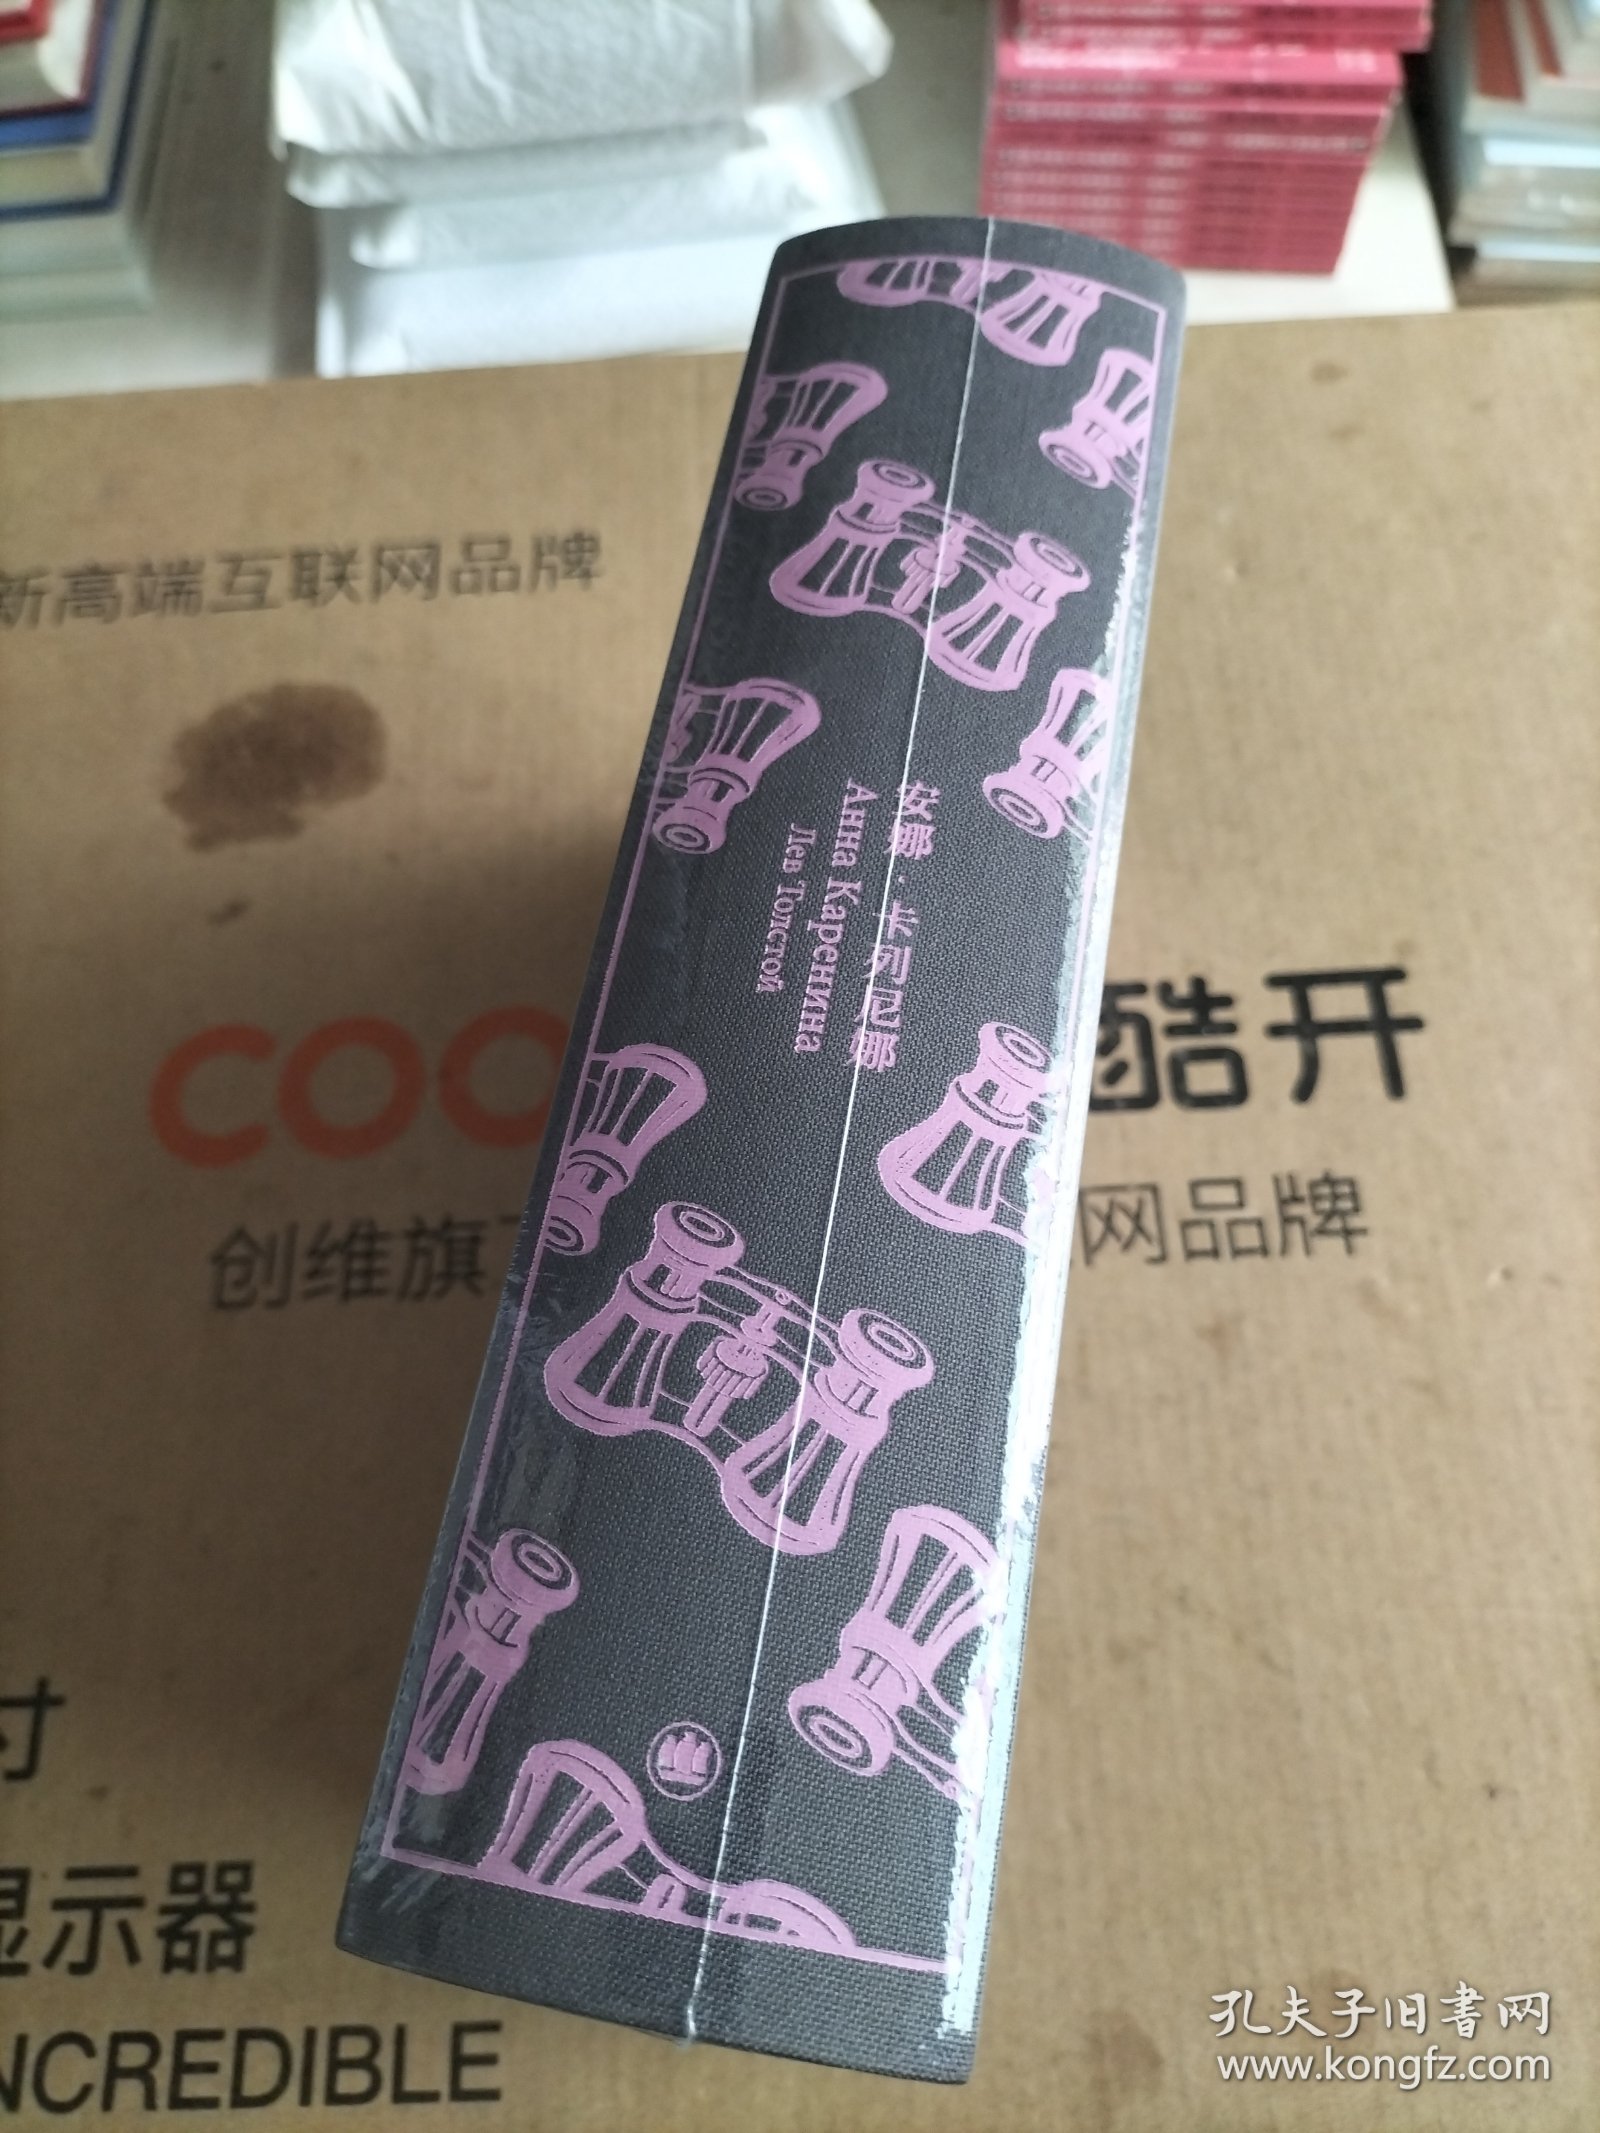 新高端互联网品牌
安娜·卡列尼娜
Анна Каренина
Лев Толстой
COO
酷开
创维旗
网品牌
寸
显示器
NCREDIBLE
孔夫子旧书网
www.kongfz.com